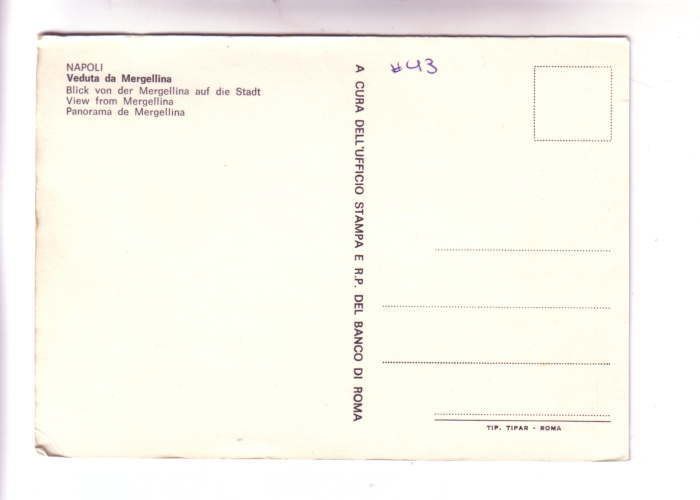 NAPOLI
Veduta da Mergellina
Blick von der Mergellina auf die Stadt
View from Mergellina
Panorama de Mergellina
A CURA DELL'UFFICIO STAMPA E R.P. DEL BANCO DI ROMA
#43
TIP. TIPAR - ROMA